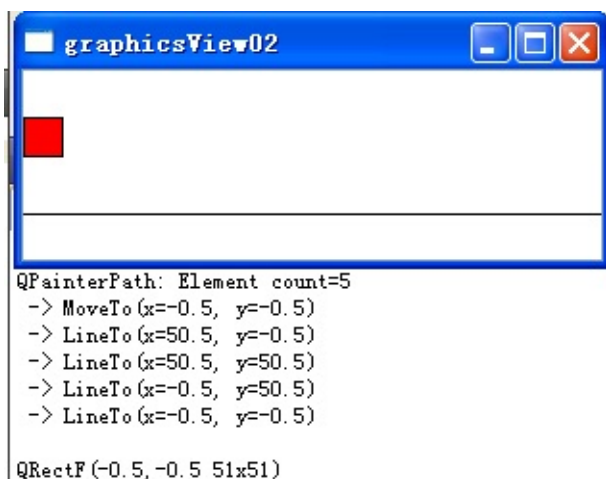 graphicsView02
QPainterPath: Element count=5
-> MoveTo(x=-0.5, y=-0.5)
-> LineTo(x=50.5, y=-0.5)
-> LineTo(x=50.5, y=50.5)
-> LineTo(x=-0.5, y=50.5)
-> LineTo(x=-0.5, y=-0.5)
QRectF(-0.5,-0.5 51x51)